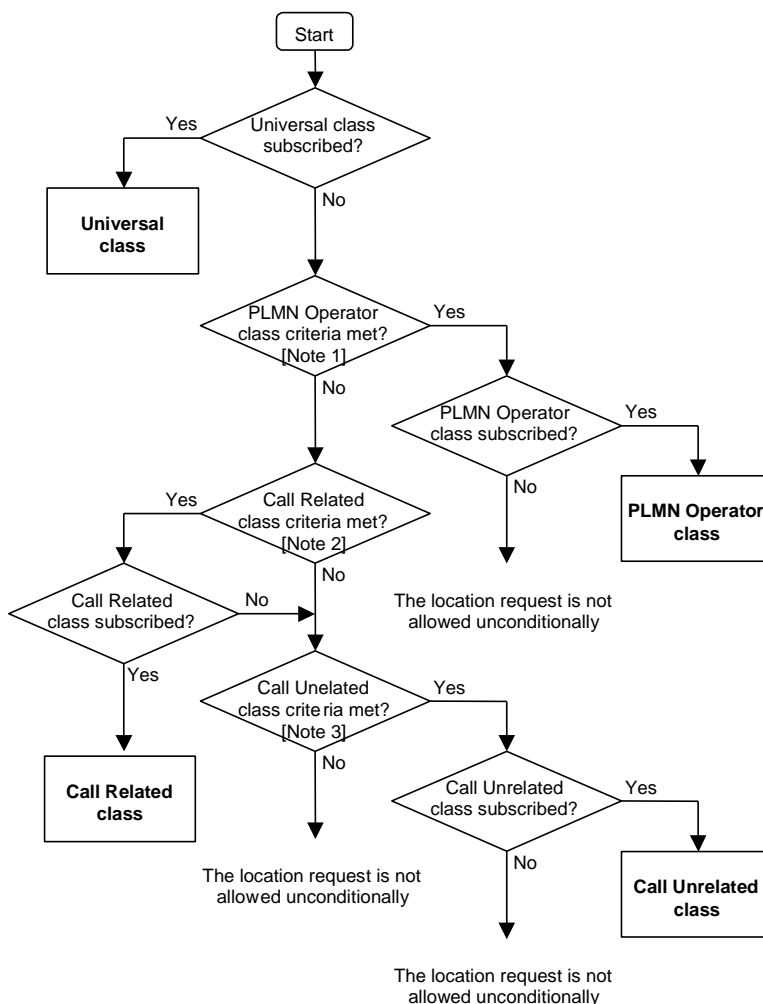 Start
Universal class
subscribed?
Yes
No
Universal
class
PLMN Operator
class criteria met?
[Note 1]
Yes
No
PLMN Operator
class subscribed?
Yes
No
PLMN Operator
class
The location request is not
allowed unconditionally
Call Related
class criteria met?
[Note 2]
Yes
No
Call Related
class subscribed?
No
Yes
Call Related
class
Call Unelated
class criteria met?
[Note 3]
Yes
No
The location request is not
allowed unconditionally
Call Unrelated
class subscribed?
Yes
No
Call Unrelated
class
The location request is not
allowed unconditionally